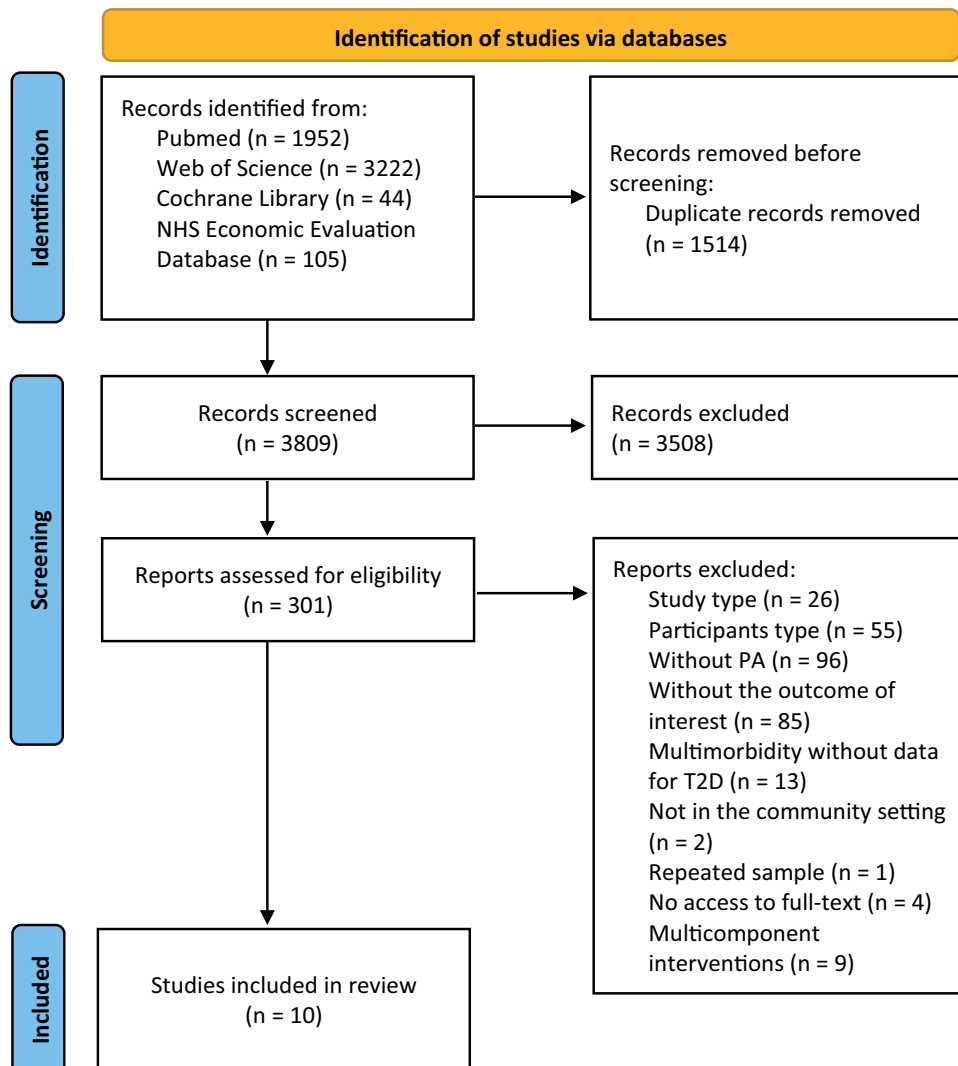 Identification of studies via databases
Identification
Records identified from:
Pubmed (n = 1952)
Web of Science (n = 3222)
Cochrane Library (n = 44)
NHS Economic Evaluation
Database (n = 105)
Records removed before
screening:
Duplicate records removed
(n = 1514)
Screening
Records screened
(n = 3809)
Records excluded
(n = 3508)
Reports assessed for eligibility
(n = 301)
Reports excluded:
Study type (n = 26)
Participants type (n = 55)
Without PA (n = 96)
Without the outcome of
interest (n = 85)
Multimorbidity without data
for T2D (n = 13)
Not in the community setting
(n = 2)
Repeated sample (n = 1)
No access to full-text (n = 4)
Multicomponent
interventions (n = 9)
Included
Studies included in review
(n = 10)